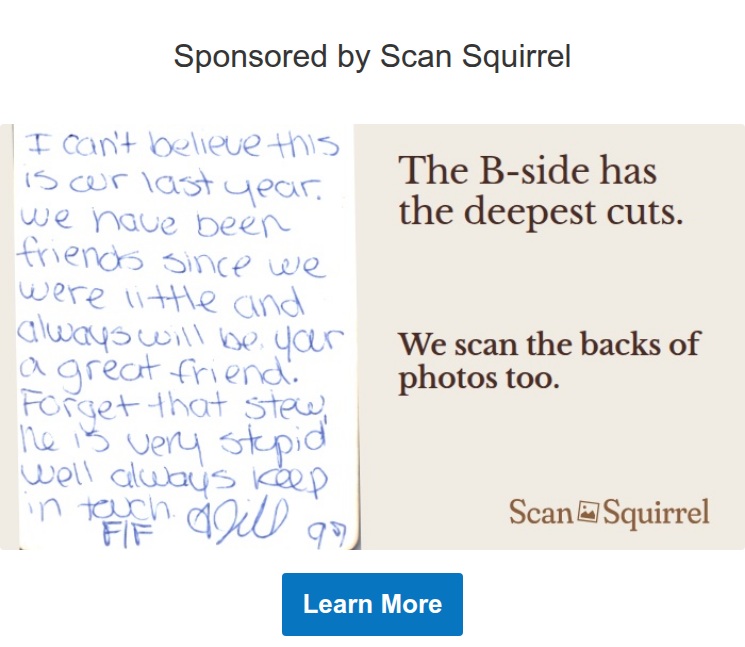 Sponsored by Scan Squirrel
I can't believe this
is our last year.
we have been
friends since we
were little and
always will be. your
a great friend.
Forget that stew,
he is very stupid
well always keep
in touch.
F/F Jill
The B-side has
the deepest cuts.
We scan the backs of
photos too.
Scan Squirrel
Learn More